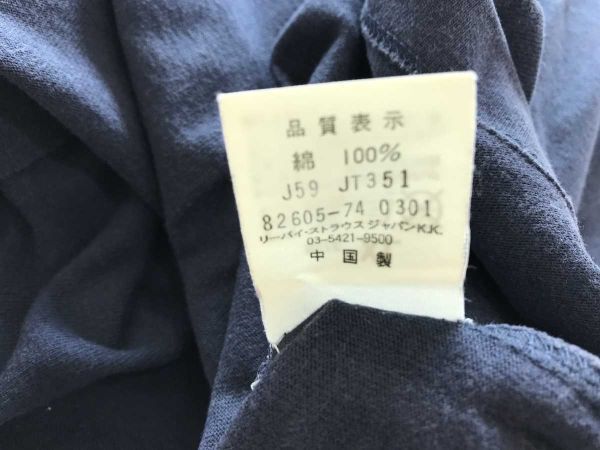 品質表示
綿 100%
J59 JT351
82605-74 0301
リーバイ・ストラウス ジャパンK.K.
03-5421-9500
中国製